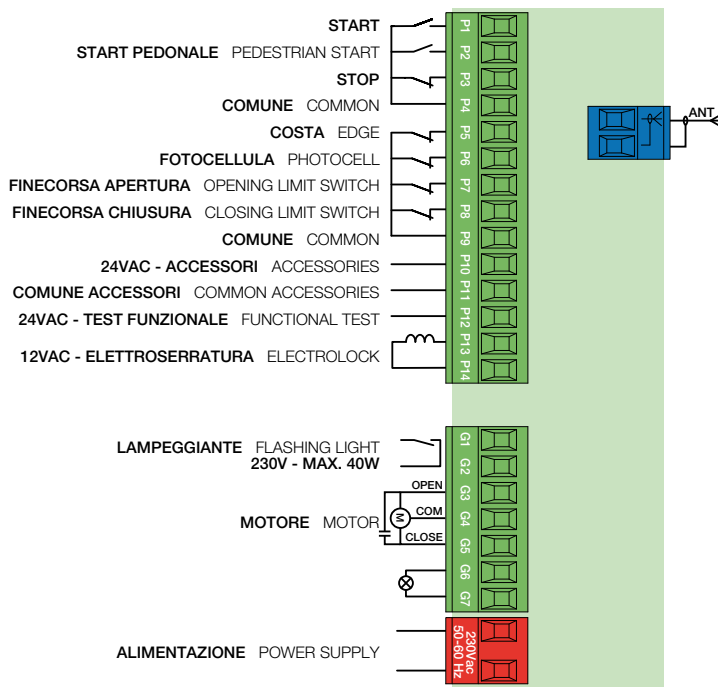 START P1
START PEDONALE PEDESTRIAN START P2
STOP P3
COMUNE COMMON P4
COSTA EDGE P5
FOTOCELLULA PHOTOCELL P6
FINECORSA APERTURA OPENING LIMIT SWITCH P7
FINECORSA CHIUSURA CLOSING LIMIT SWITCH P8
COMUNE COMMON P9
24VAC - ACCESSORI ACCESSORIES P10
COMUNE ACCESSORI COMMON ACCESSORIES P11
24VAC - TEST FUNZIONALE FUNCTIONAL TEST P12
12VAC - ELETTROSERRATURA ELECTROLOCK P13
P14
ANT
LAMPEGGIANTE FLASHING LIGHT G1
230V - MAX. 40W G2
OPEN G3
MOTORE MOTOR M COM G4
CLOSE G5
G6
G7
ALIMENTAZIONE POWER SUPPLY
230Vac
50-60 Hz